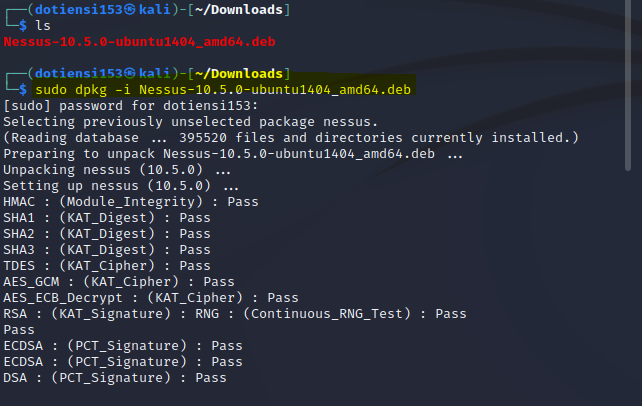 ┌──(dotiensi153㉿kali)-[~/Downloads]
└─$ ls
Nessus-10.5.0-ubuntu1404_amd64.deb
┌──(dotiensi153㉿kali)-[~/Downloads]
└─$ sudo dpkg -i Nessus-10.5.0-ubuntu1404_amd64.deb
[sudo] password for dotiensi153:
Selecting previously unselected package nessus.
(Reading database ... 395520 files and directories currently installed.)
Preparing to unpack Nessus-10.5.0-ubuntu1404_amd64.deb ...
Unpacking nessus (10.5.0) ...
Setting up nessus (10.5.0) ...
HMAC : (Module_Integrity) : Pass
SHA1 : (KAT_Digest) : Pass
SHA2 : (KAT_Digest) : Pass
SHA3 : (KAT_Digest) : Pass
TDES : (KAT_Cipher) : Pass
AES_GCM : (KAT_Cipher) : Pass
AES_ECB_Decrypt : (KAT_Cipher) : Pass
RSA : (KAT_Signature) : RNG : (Continuous_RNG_Test) : Pass
Pass
ECDSA : (PCT_Signature) : Pass
ECDSA : (PCT_Signature) : Pass
DSA : (PCT_Signature) : Pass